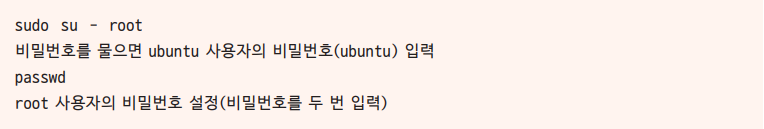 sudo su - root
비밀번호를 물으면 ubuntu 사용자의 비밀번호(ubuntu) 입력
passwd
root 사용자의 비밀번호 설정(비밀번호를 두 번 입력)